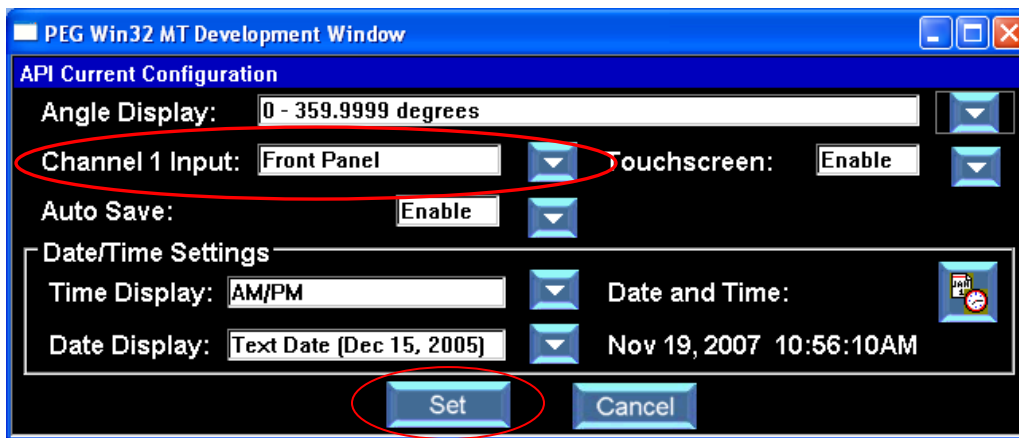 PEG Win32 MT Development Window
API Current Configuration
Angle Display: 0 - 359.9999 degrees
Channel 1 Input: Front Panel Touchscreen: Enable
Auto Save: Enable
Date/Time Settings
Time Display: AM/PM Date and Time:
Date Display: Text Date (Dec 15, 2005) Nov 19, 2007 10:56:10AM
Set Cancel